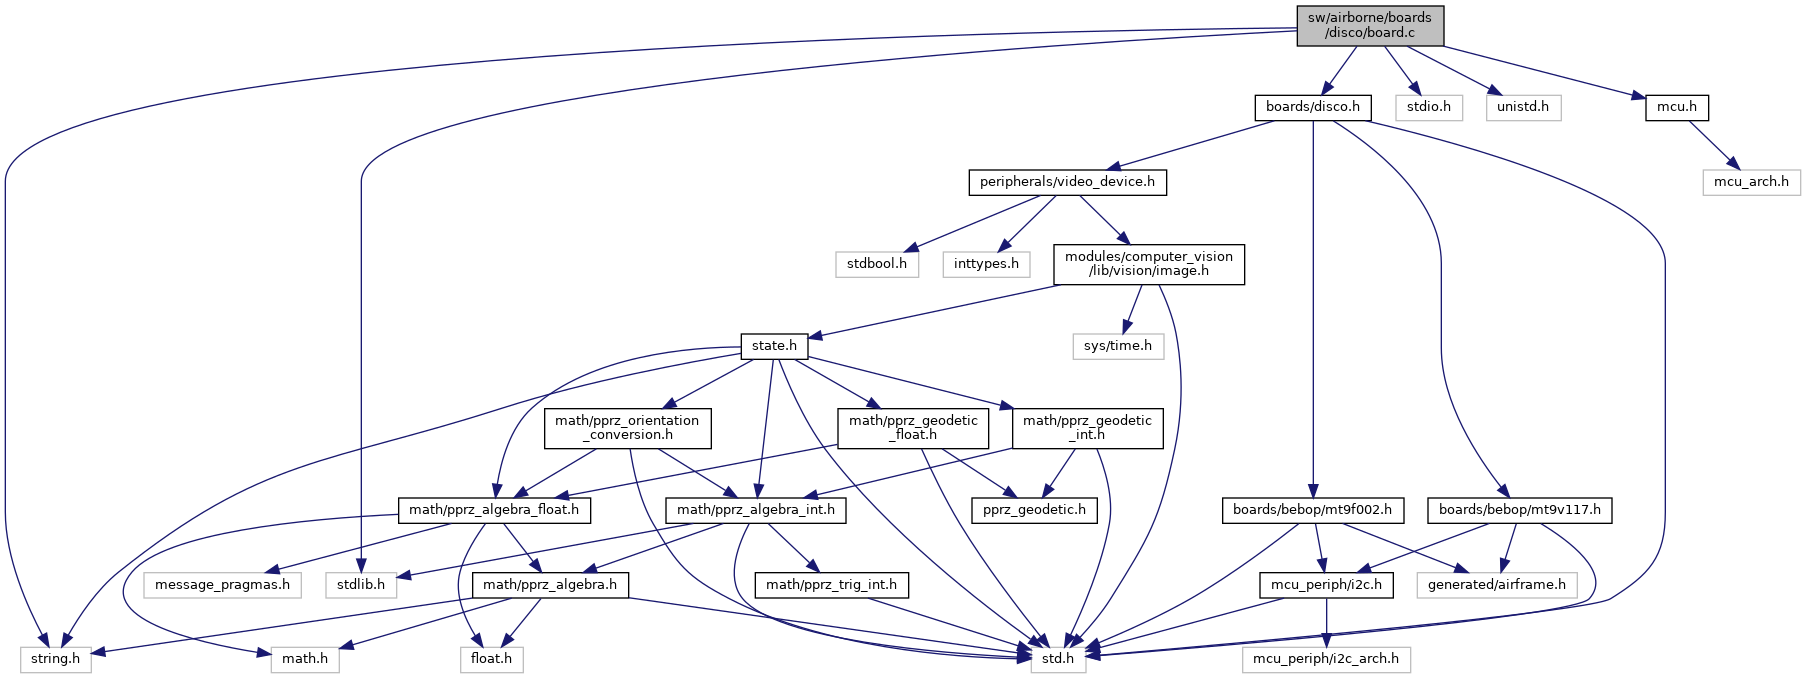 sw/airborne/boards
/disco/board.c
boards/disco.h
stdio.h
unistd.h
mcu.h
peripherals/video_device.h
mcu_arch.h
stdbool.h
inttypes.h
modules/computer_vision
/lib/vision/image.h
state.h
sys/time.h
math/pprz_orientation
_conversion.h
math/pprz_geodetic
_float.h
math/pprz_geodetic
_int.h
math/pprz_algebra_float.h
math/pprz_algebra_int.h
pprz_geodetic.h
boards/bebop/mt9f002.h
boards/bebop/mt9v117.h
message_pragmas.h
stdlib.h
math/pprz_algebra.h
math/pprz_trig_int.h
mcu_periph/i2c.h
generated/airframe.h
string.h
math.h
float.h
std.h
mcu_periph/i2c_arch.h